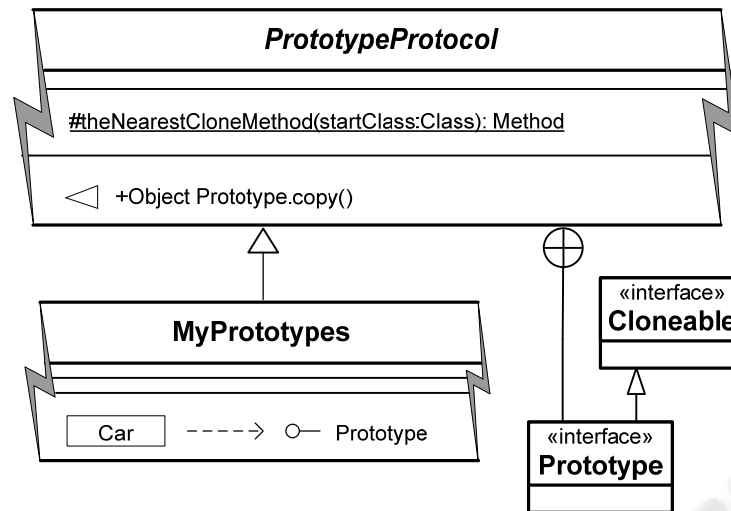 PrototypeProtocol
#theNearestCloneMethod(startClass:Class): Method
+Object Prototype.copy()
MyPrototypes
Car Prototype
«interface»
Cloneable
«interface»
Prototype